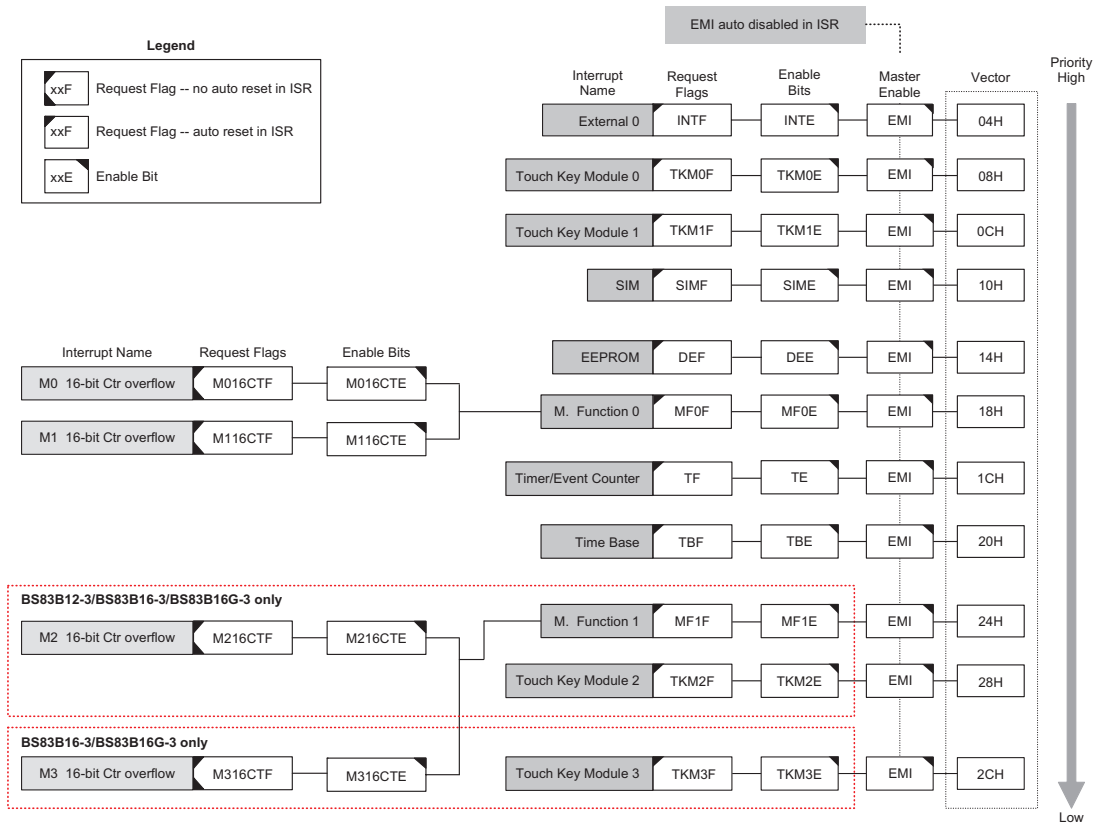 EMI auto disabled in ISR
Legend
xxF Request Flag -- no auto reset in ISR
xxF Request Flag -- auto reset in ISR
xxE Enable Bit
Interrupt Name Request Flags Enable Bits Master Enable Vector Priority High
External 0 INTF INTE EMI 04H
Touch Key Module 0 TKM0F TKM0E EMI 08H
Touch Key Module 1 TKM1F TKM1E EMI 0CH
SIM SIMF SIME EMI 10H
Interrupt Name Request Flags Enable Bits
EEPROM DEF DEE EMI 14H
M0 16-bit Ctr overflow M016CTF M016CTE
M. Function 0 MF0F MF0E EMI 18H
M1 16-bit Ctr overflow M116CTF M116CTE
Timer/Event Counter TF TE EMI 1CH
Time Base TBF TBE EMI 20H
BS83B12-3/BS83B16-3/BS83B16G-3 only
M. Function 1 MF1F MF1E EMI 24H
M2 16-bit Ctr overflow M216CTF M216CTE
Touch Key Module 2 TKM2F TKM2E EMI 28H
BS83B16-3/BS83B16G-3 only
M3 16-bit Ctr overflow M316CTF M316CTE Touch Key Module 3 TKM3F TKM3E EMI 2CH
Low